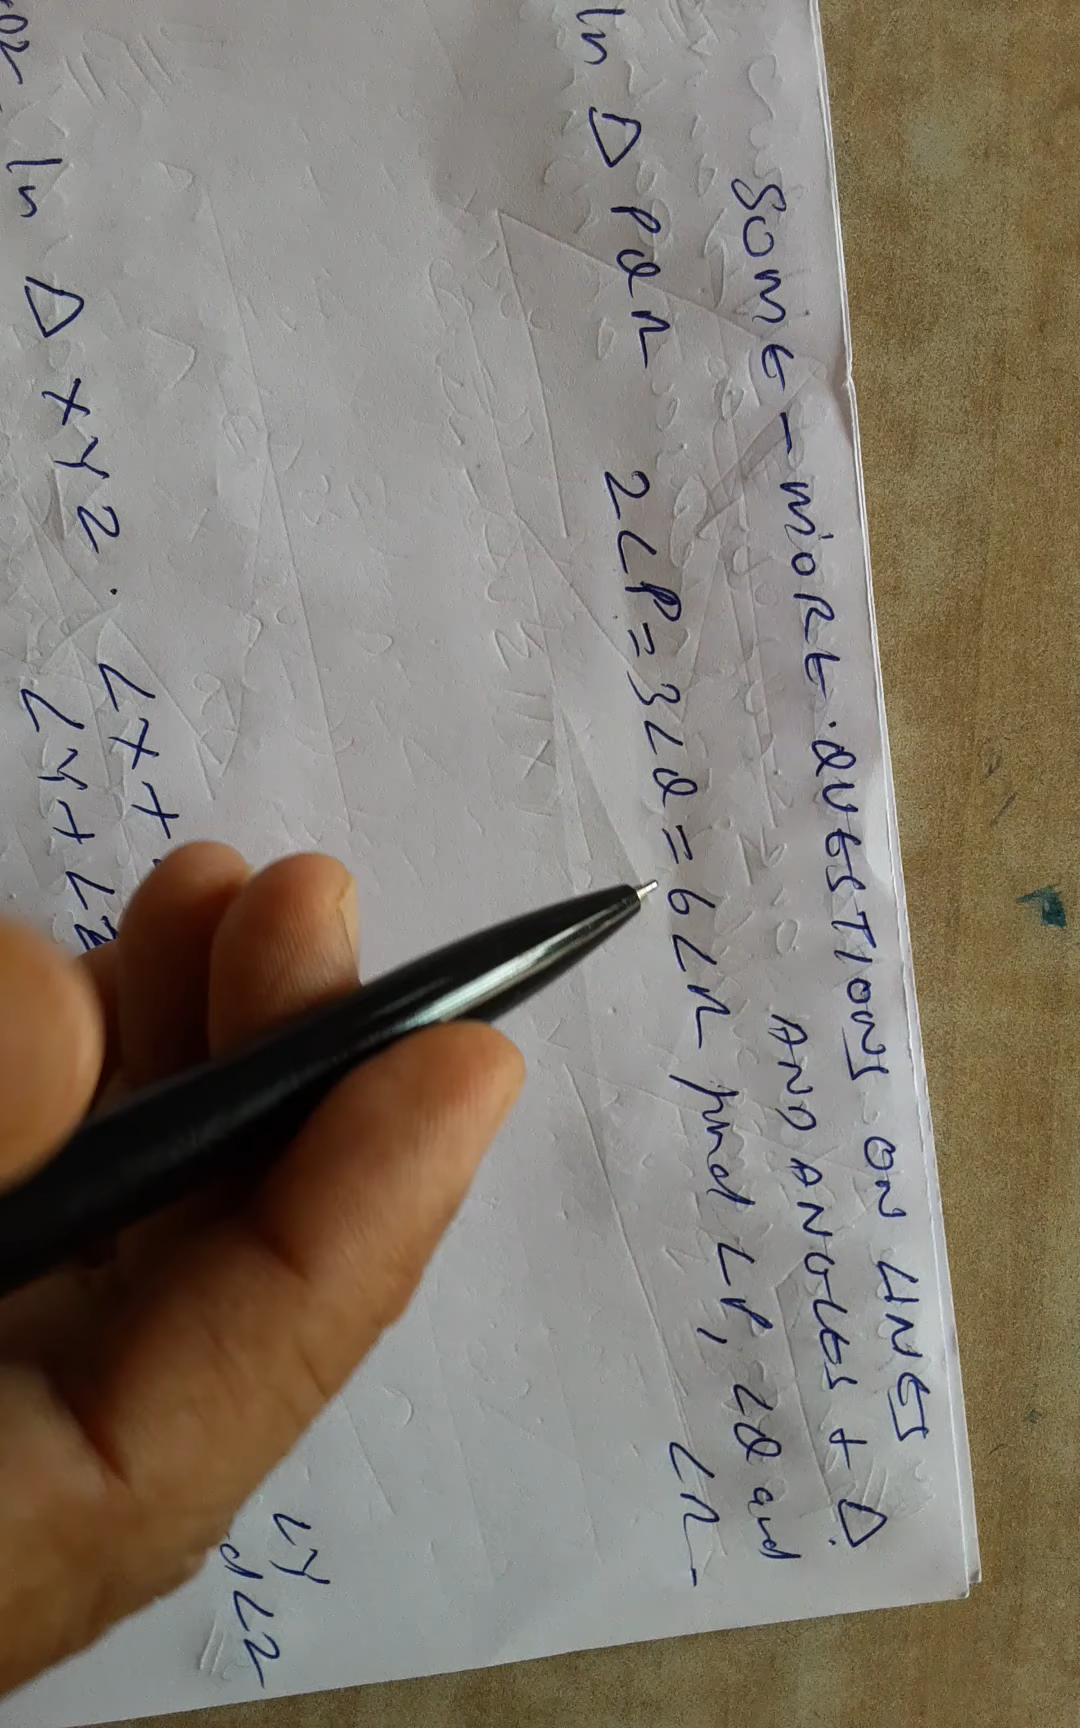 SOME - MORE. QUESTIONS ON LINES
AND ANGLES + Δ.
In Δ PQR 2∠P = 3∠Q = 6∠R find ∠P, ∠Q and
∠R
In Δ XYZ. ∠X +
∠Y + ∠Z
∠Y
∠Z